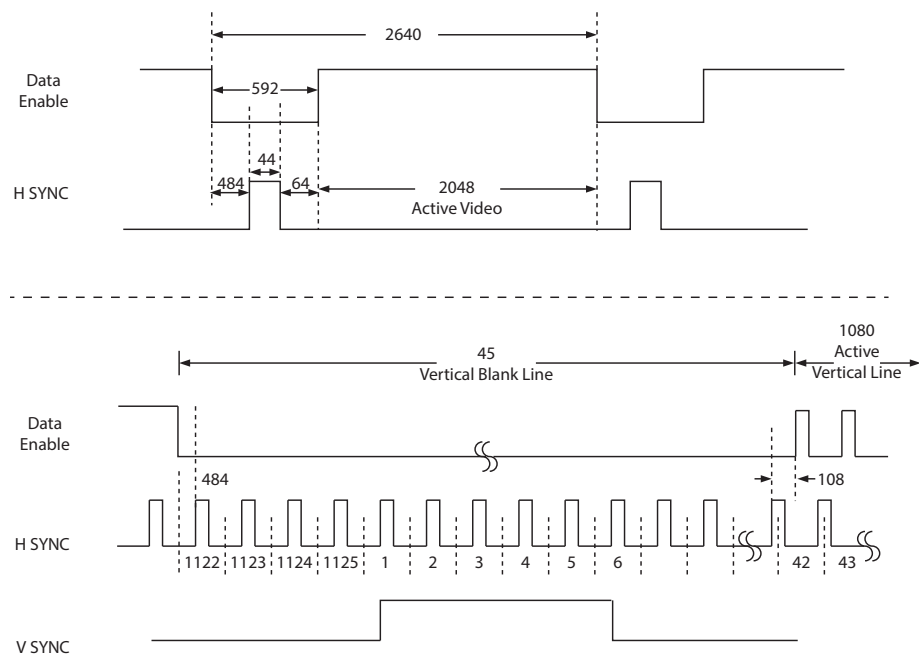 2640
Data
Enable
592
44
H SYNC
484
64
2048
Active Video
45
Vertical Blank Line
1080
Active
Vertical Line
Data
Enable
484
108
H SYNC
1122 1123 1124 1125 1 2 3 4 5 6 42 43
V SYNC